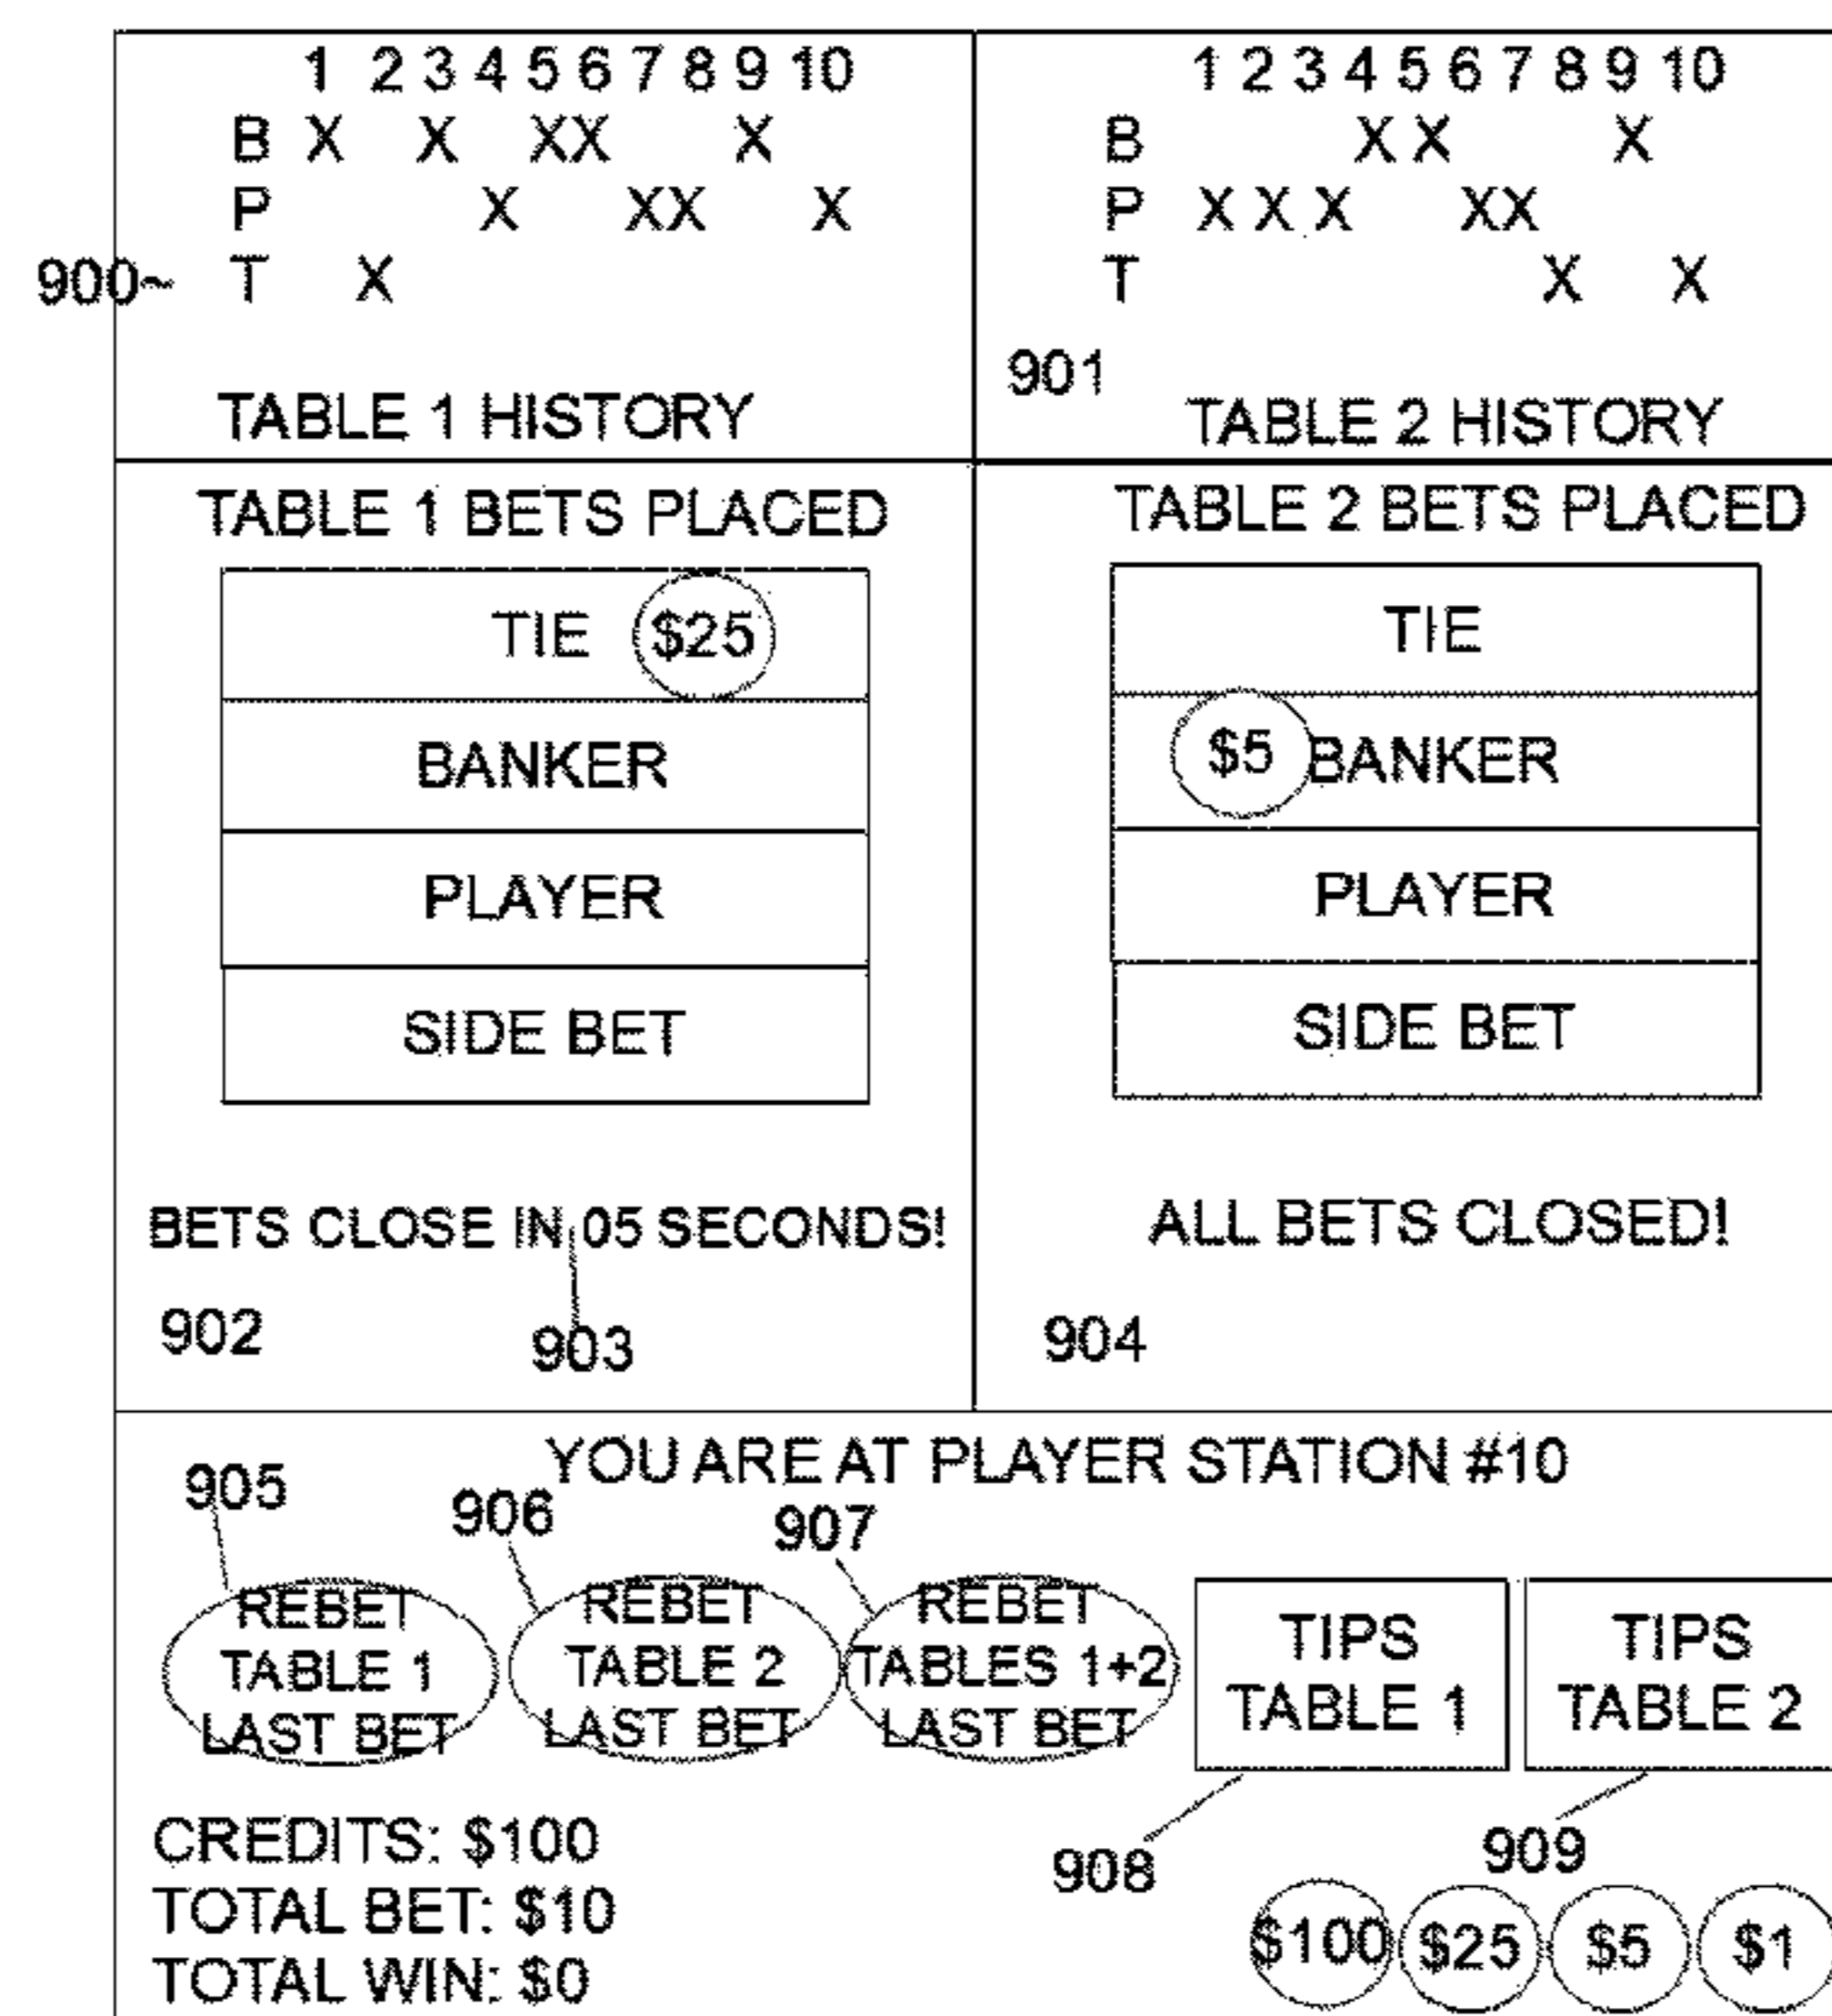 1 2 3 4 5 6 7 8 9 10
B X X XX X
P X XX X
900~ T X
TABLE 1 HISTORY
1 2 3 4 5 6 7 8 9 10
B X X X
P X X X XX
T X X
901
TABLE 2 HISTORY
TABLE 1 BETS PLACED
TIE $25
BANKER
PLAYER
SIDE BET
BETS CLOSE IN 05 SECONDS!
902
903
TABLE 2 BETS PLACED
TIE
$5 BANKER
PLAYER
SIDE BET
ALL BETS CLOSED!
904
YOU ARE AT PLAYER STATION #10
905
906
907
REBET
TABLE 1
LAST BET
REBET
TABLE 2
LAST BET
REBET
TABLES 1+2
LAST BET
TIPS
TABLE 1
TIPS
TABLE 2
908
909
CREDITS: $100
TOTAL BET: $10
TOTAL WIN: $0
$100 $25 $5 $1